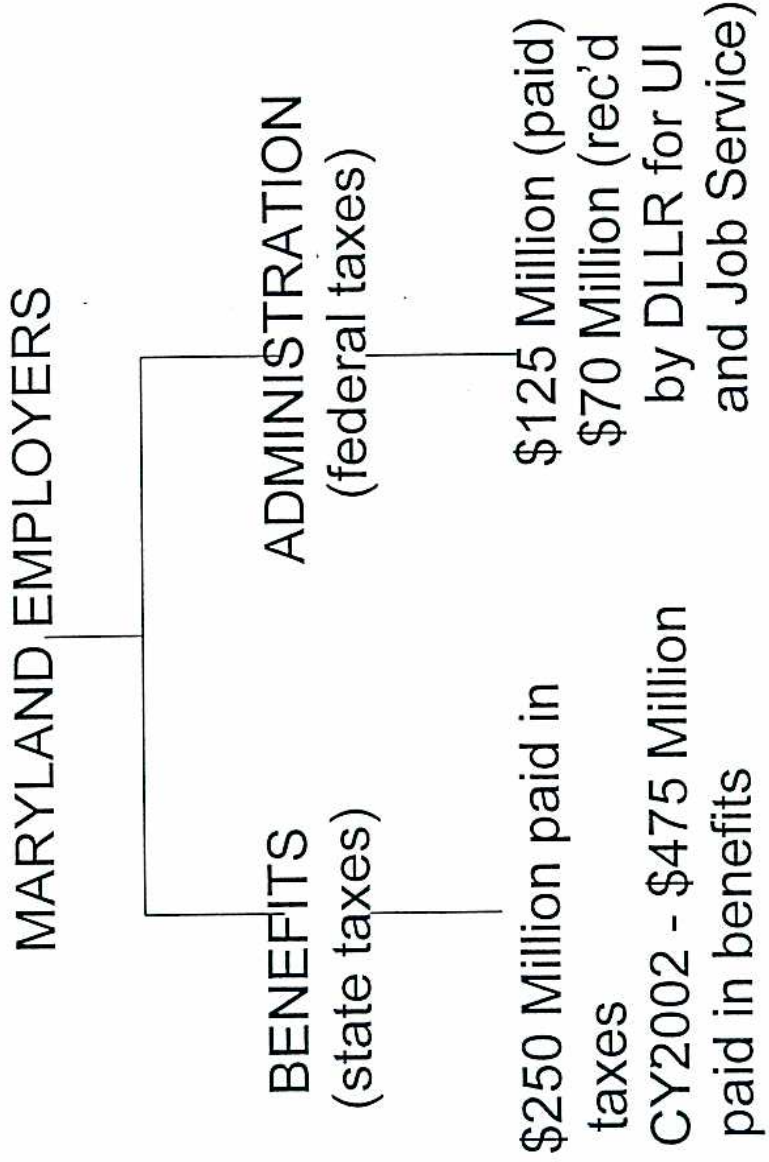 MARYLAND EMPLOYERS
BENEFITS
(state taxes)
$250 Million paid in
taxes
CY2002 - $475 Million
paid in benefits
ADMINISTRATION
(federal taxes)
$125 Million (paid)
$70 Million (rec'd
by DLLR for UI
and Job Service)